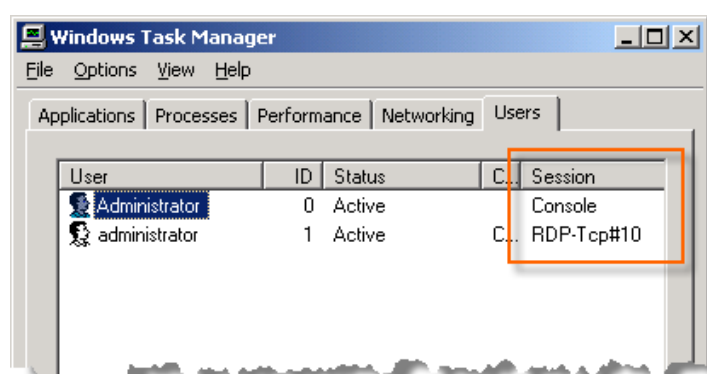 Windows Task Manager
File Options View Help
Applications Processes Performance Networking Users
User ID Status C... Session
Administrator 0 Active Console
administrator 1 Active C... RDP-Tcp#10